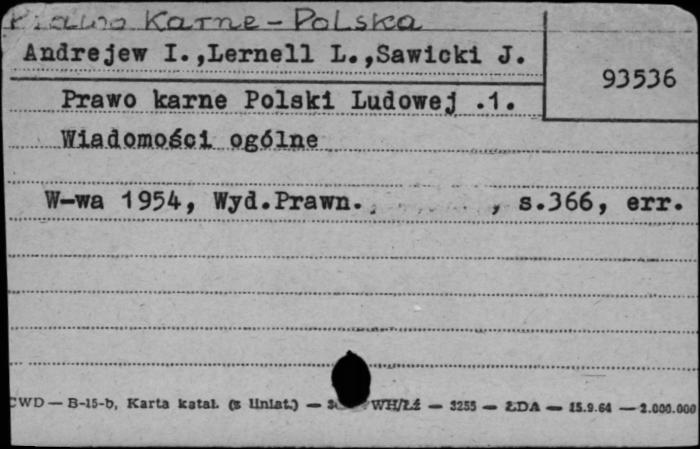 Prawo Karne - Polska
Andrejew I.,Lernell L.,Sawicki J.
93536
Prawo karne Polski Ludowej .1.
Wiadomości ogólne
W-wa 1954, Wyd.Prawn. , s.366, err.
CWD — B-15-b, Karta katal. (z liniat.) — WH/Łź — 3255 — ŁDA — 15.9.64 — 2.000.000